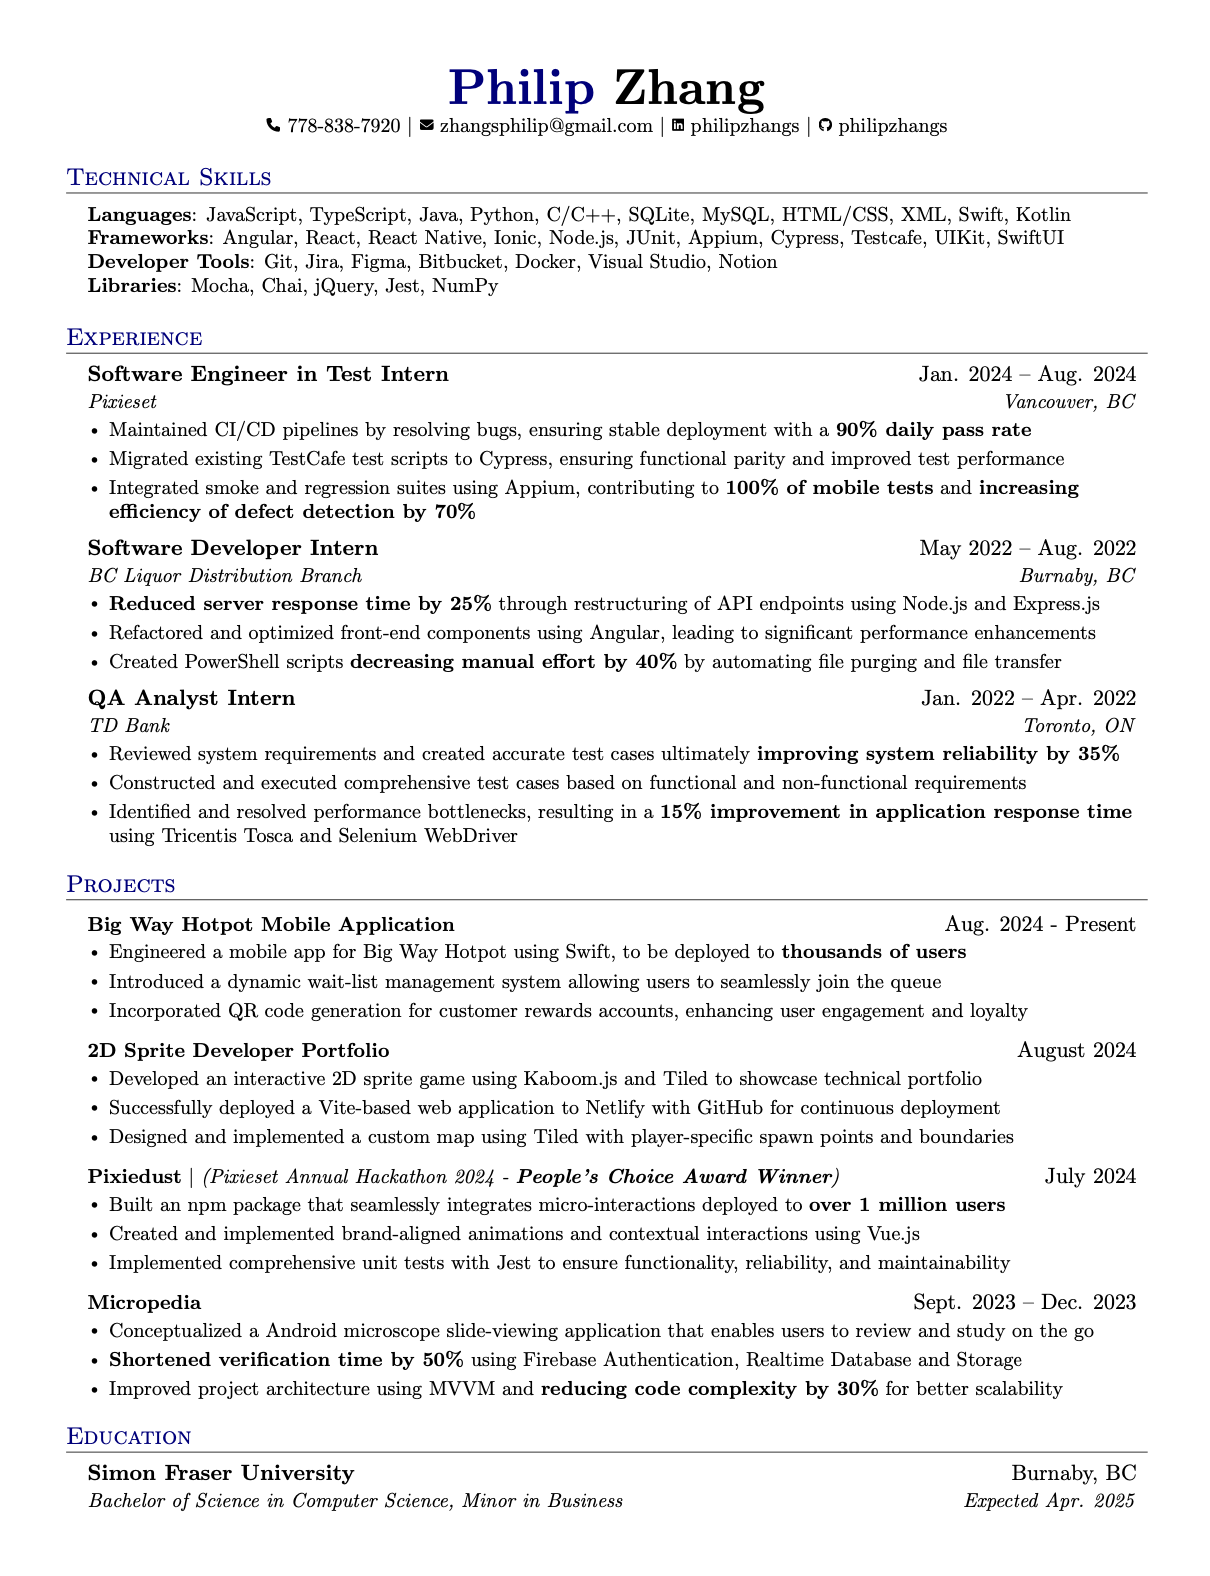 Philip Zhang
778-838-7920 | zhangsphilip@gmail.com | philipzhangs | philipzhangs
Technical Skills
Languages: JavaScript, TypeScript, Java, Python, C/C++, SQLite, MySQL, HTML/CSS, XML, Swift, Kotlin
Frameworks: Angular, React, React Native, Ionic, Node.js, JUnit, Appium, Cypress, Testcafe, UIKit, SwiftUI
Developer Tools: Git, Jira, Figma, Bitbucket, Docker, Visual Studio, Notion
Libraries: Mocha, Chai, jQuery, Jest, NumPy
Experience
Software Engineer in Test Intern Jan. 2024 – Aug. 2024
Pixieset Vancouver, BC
• Maintained CI/CD pipelines by resolving bugs, ensuring stable deployment with a 90% daily pass rate
• Migrated existing TestCafe test scripts to Cypress, ensuring functional parity and improved test performance
• Integrated smoke and regression suites using Appium, contributing to 100% of mobile tests and increasing
efficiency of defect detection by 70%
Software Developer Intern May 2022 – Aug. 2022
BC Liquor Distribution Branch Burnaby, BC
• Reduced server response time by 25% through restructuring of API endpoints using Node.js and Express.js
• Refactored and optimized front-end components using Angular, leading to significant performance enhancements
• Created PowerShell scripts decreasing manual effort by 40% by automating file purging and file transfer
QA Analyst Intern Jan. 2022 – Apr. 2022
TD Bank Toronto, ON
• Reviewed system requirements and created accurate test cases ultimately improving system reliability by 35%
• Constructed and executed comprehensive test cases based on functional and non-functional requirements
• Identified and resolved performance bottlenecks, resulting in a 15% improvement in application response time
using Tricentis Tosca and Selenium WebDriver
Projects
Big Way Hotpot Mobile Application Aug. 2024 - Present
• Engineered a mobile app for Big Way Hotpot using Swift, to be deployed to thousands of users
• Introduced a dynamic wait-list management system allowing users to seamlessly join the queue
• Incorporated QR code generation for customer rewards accounts, enhancing user engagement and loyalty
2D Sprite Developer Portfolio August 2024
• Developed an interactive 2D sprite game using Kaboom.js and Tiled to showcase technical portfolio
• Successfully deployed a Vite-based web application to Netlify with GitHub for continuous deployment
• Designed and implemented a custom map using Tiled with player-specific spawn points and boundaries
Pixiedust | (Pixieset Annual Hackathon 2024 - People's Choice Award Winner) July 2024
• Built an npm package that seamlessly integrates micro-interactions deployed to over 1 million users
• Created and implemented brand-aligned animations and contextual interactions using Vue.js
• Implemented comprehensive unit tests with Jest to ensure functionality, reliability, and maintainability
Micropedia Sept. 2023 – Dec. 2023
• Conceptualized a Android microscope slide-viewing application that enables users to review and study on the go
• Shortened verification time by 50% using Firebase Authentication, Realtime Database and Storage
• Improved project architecture using MVVM and reducing code complexity by 30% for better scalability
Education
Simon Fraser University Burnaby, BC
Bachelor of Science in Computer Science, Minor in Business Expected Apr. 2025